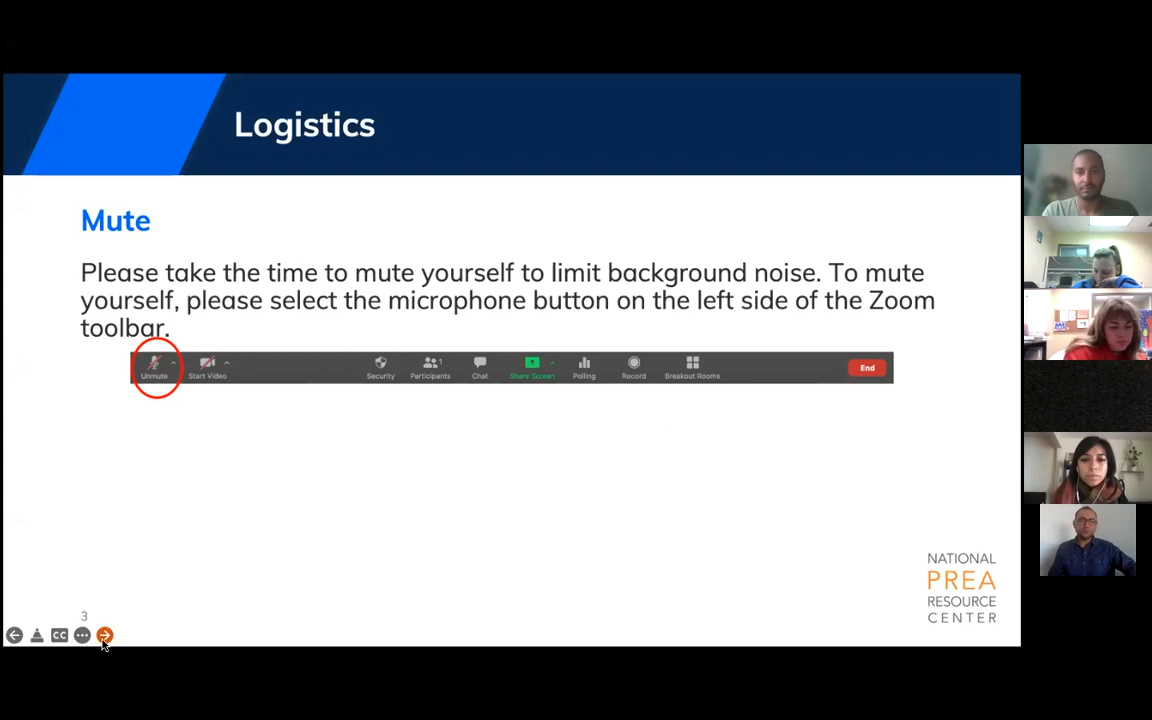 Logistics
Mute
Please take the time to mute yourself to limit background noise. To mute
yourself, please select the microphone button on the left side of the Zoom
toolbar.
Unmute Start Video Security Participants 1 Chat Share Screen Polling Record Breakout Rooms End
NATIONAL
PREA
RESOURCE
CENTER
3
CC